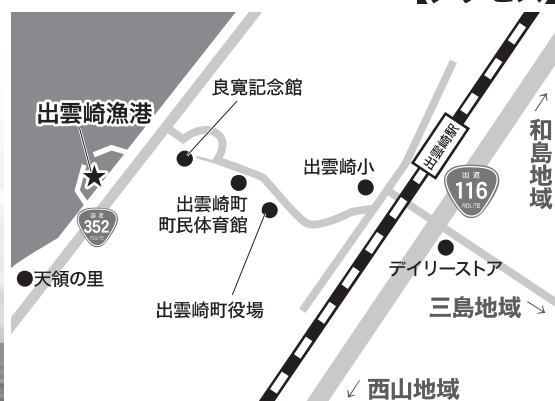 良寛記念館
出雲崎漁港
出雲崎小
出雲崎駅
和島地域
国道
116
ROUTE
出雲崎町
町民体育館
国道
352
ROUTE
デイリーストア
天領の里
出雲崎町役場
三島地域
西山地域